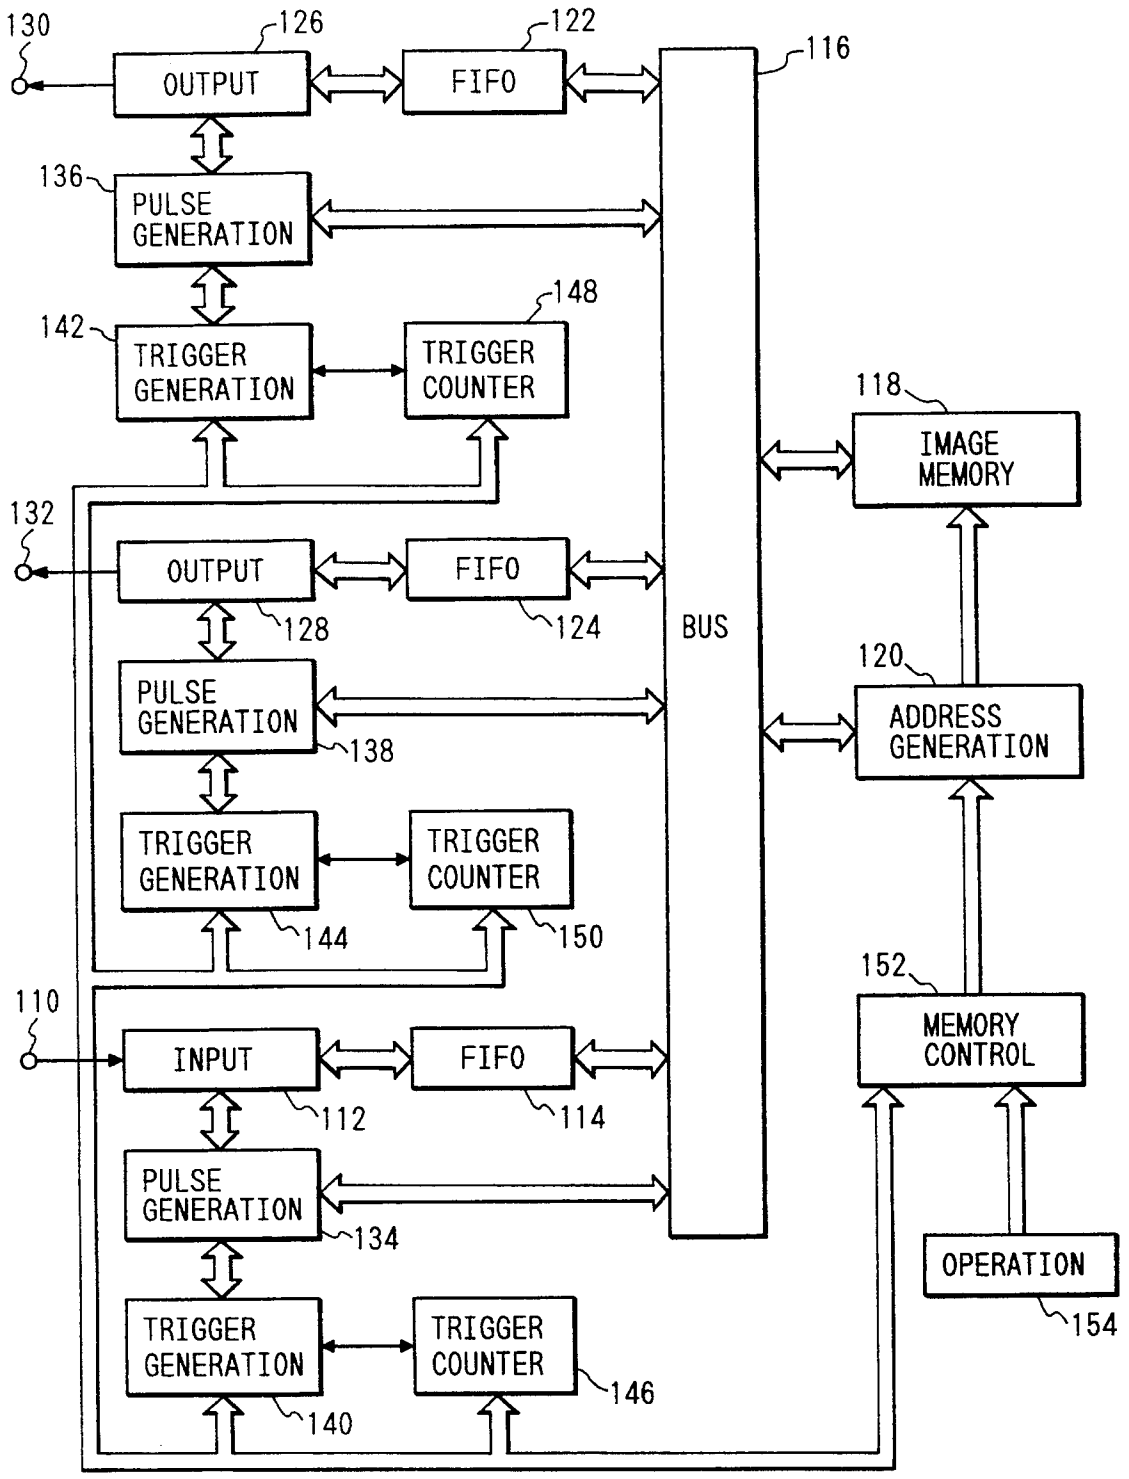 130
126
122
116
OUTPUT
FIFO
136
PULSE
GENERATION
148
142
TRIGGER
GENERATION
TRIGGER
COUNTER
118
IMAGE
MEMORY
132
OUTPUT
FIFO
128
124
BUS
120
PULSE
GENERATION
ADDRESS
GENERATION
138
TRIGGER
GENERATION
TRIGGER
COUNTER
144
150
152
110
MEMORY
CONTROL
INPUT
FIFO
112
114
PULSE
GENERATION
134
OPERATION
154
TRIGGER
GENERATION
TRIGGER
COUNTER
146
140